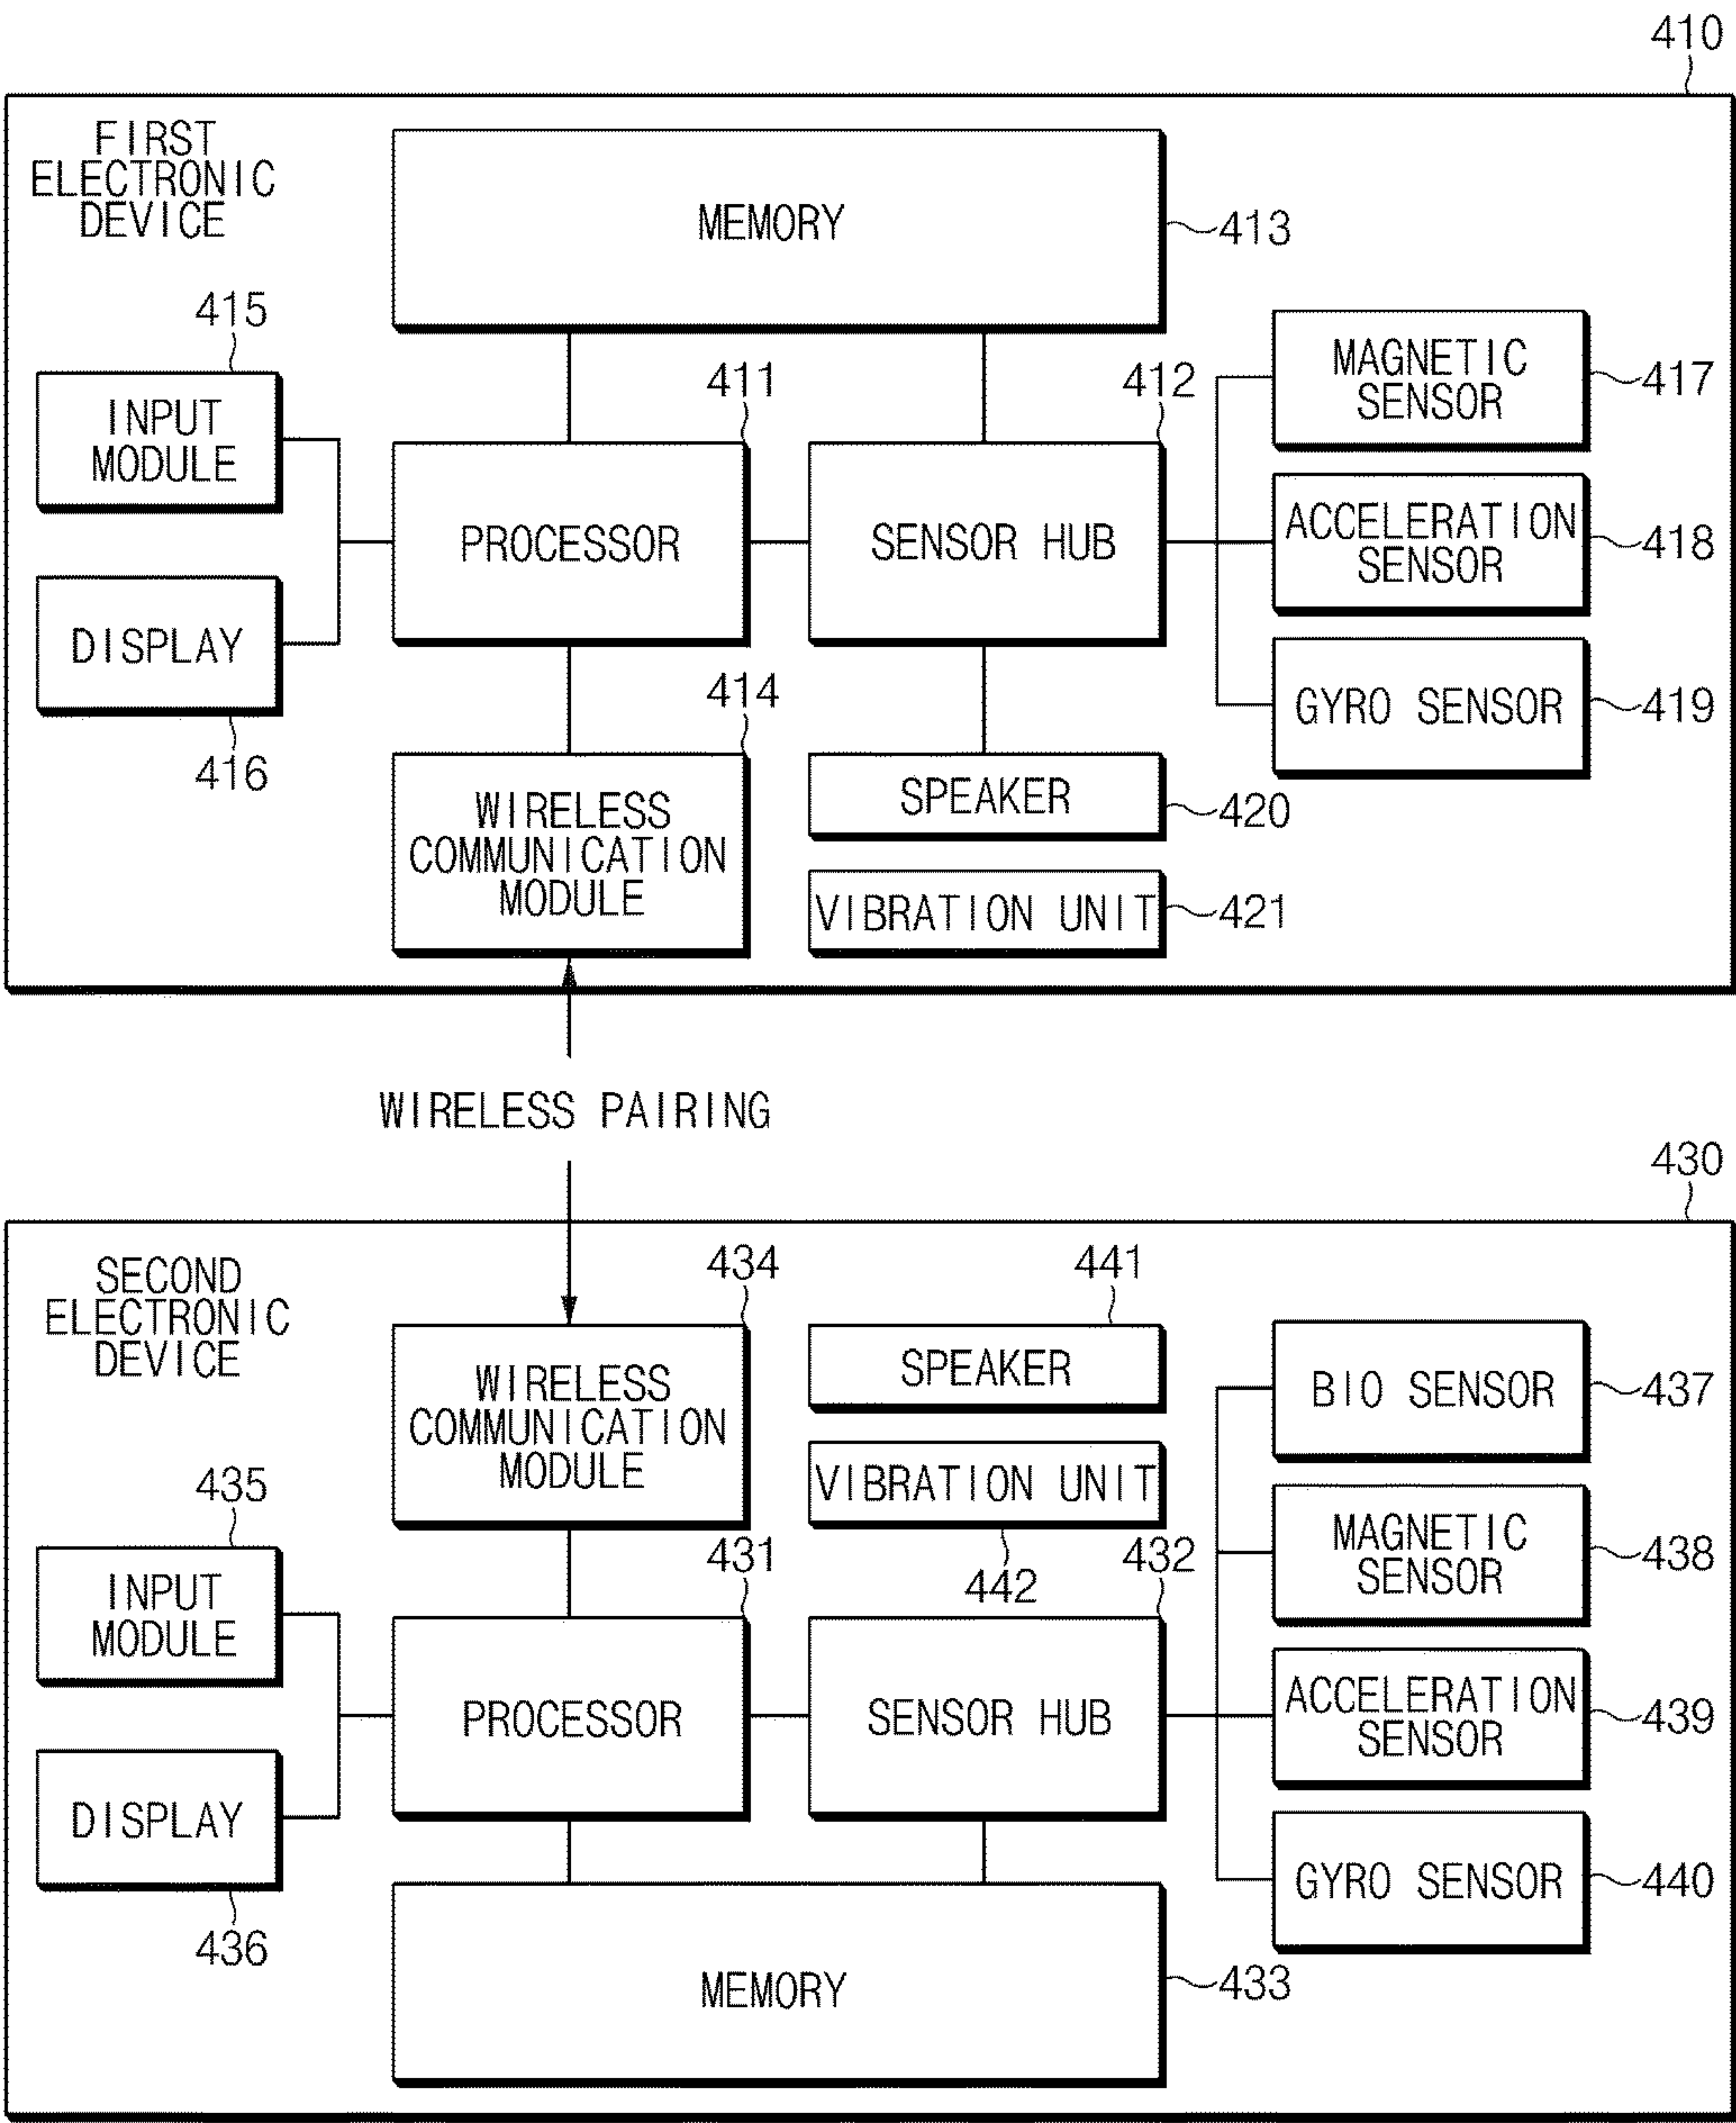 410
FIRST
ELECTRONIC
DEVICE
MEMORY
413
415
INPUT
MODULE
411
412
MAGNETIC
SENSOR
417
PROCESSOR
SENSOR HUB
ACCELERATION
SENSOR
418
DISPLAY
416
414
GYRO SENSOR
419
WIRELESS
COMMUNICATION
MODULE
SPEAKER
420
VIBRATION UNIT
421
WIRELESS PAIRING
430
SECOND
ELECTRONIC
DEVICE
434
441
WIRELESS
COMMUNICATION
MODULE
SPEAKER
BIO SENSOR
437
VIBRATION UNIT
442
435
INPUT
MODULE
431
432
MAGNETIC
SENSOR
438
PROCESSOR
SENSOR HUB
ACCELERATION
SENSOR
439
DISPLAY
436
GYRO SENSOR
440
MEMORY
433